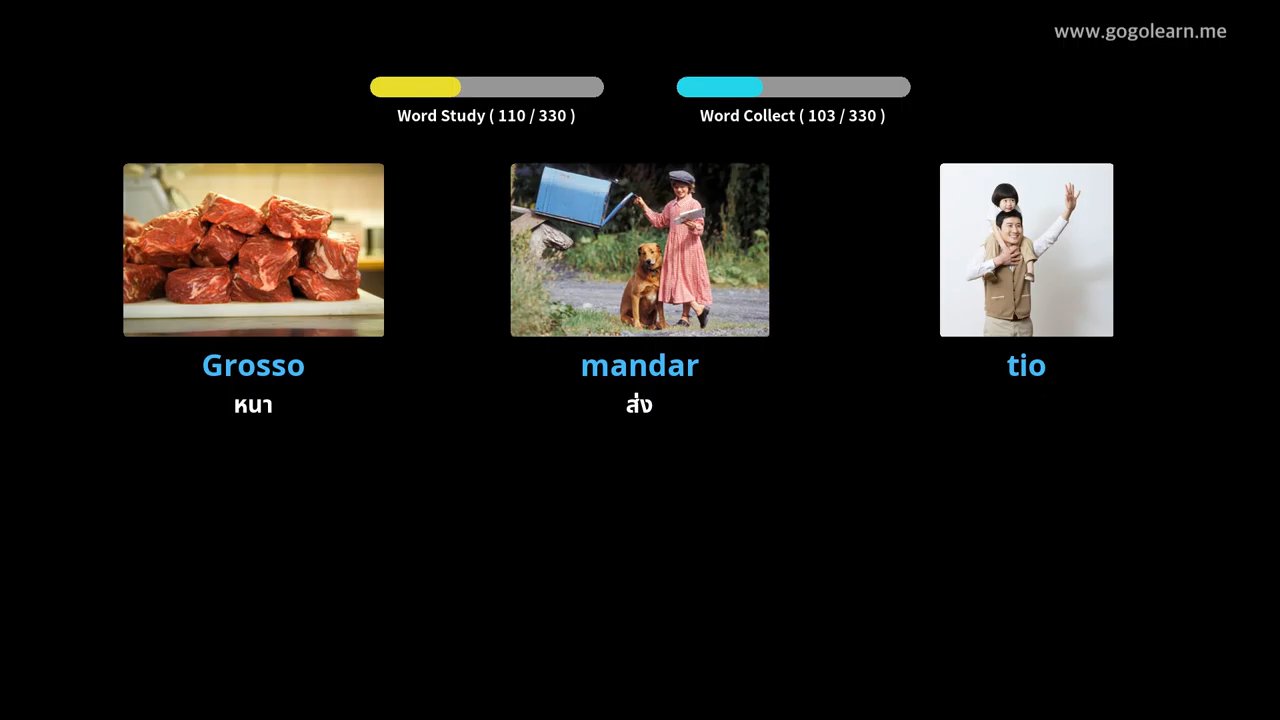 www.gogolearn.me
Word Study ( 110 / 330 )
Word Collect ( 103 / 330 )
Grosso
mandar
tio
หนา
ส่ง